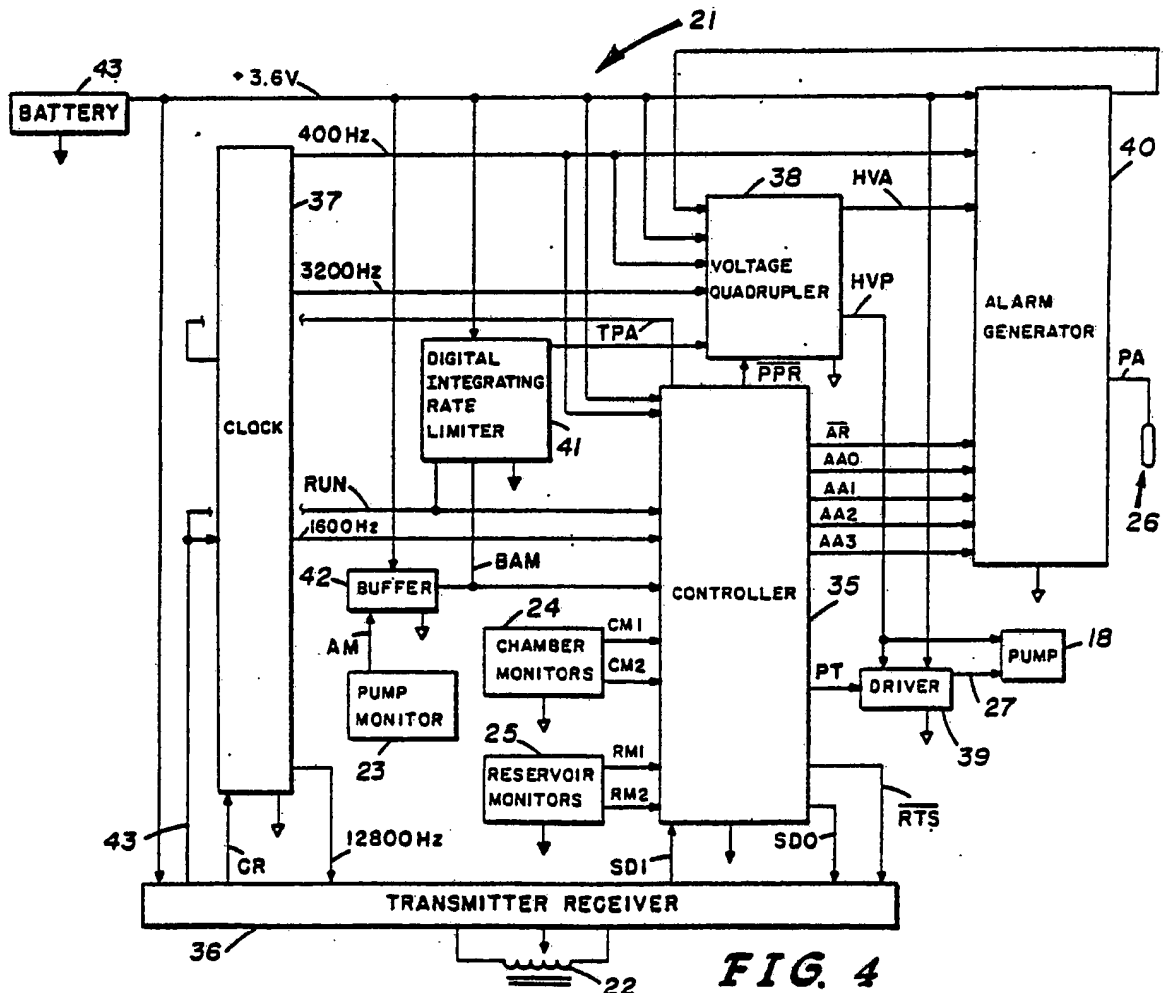 21
43
+3.6V
BATTERY
400Hz
40
37
38
HVA
3200Hz
VOLTAGE
QUADRUPLER
HVP
ALARM
GENERATOR
TPA
DIGITAL
INTEGRATING
RATE
LIMITER
PPR
PA
CLOCK
41
AR
AA0
RUN
AA1
26
1600Hz
AA2
BAM
AA3
42
BUFFER
CONTROLLER
35
24
AM
CHAMBER
MONITORS
CM1
CM2
18
PUMP
PT
DRIVER
27
PUMP
MONITOR
23
25
39
RESERVOIR
MONITORS
RM1
RM2
RTS
43
CR
12800Hz
SDI
SDO
TRANSMITTER RECEIVER
36
22
FIG. 4